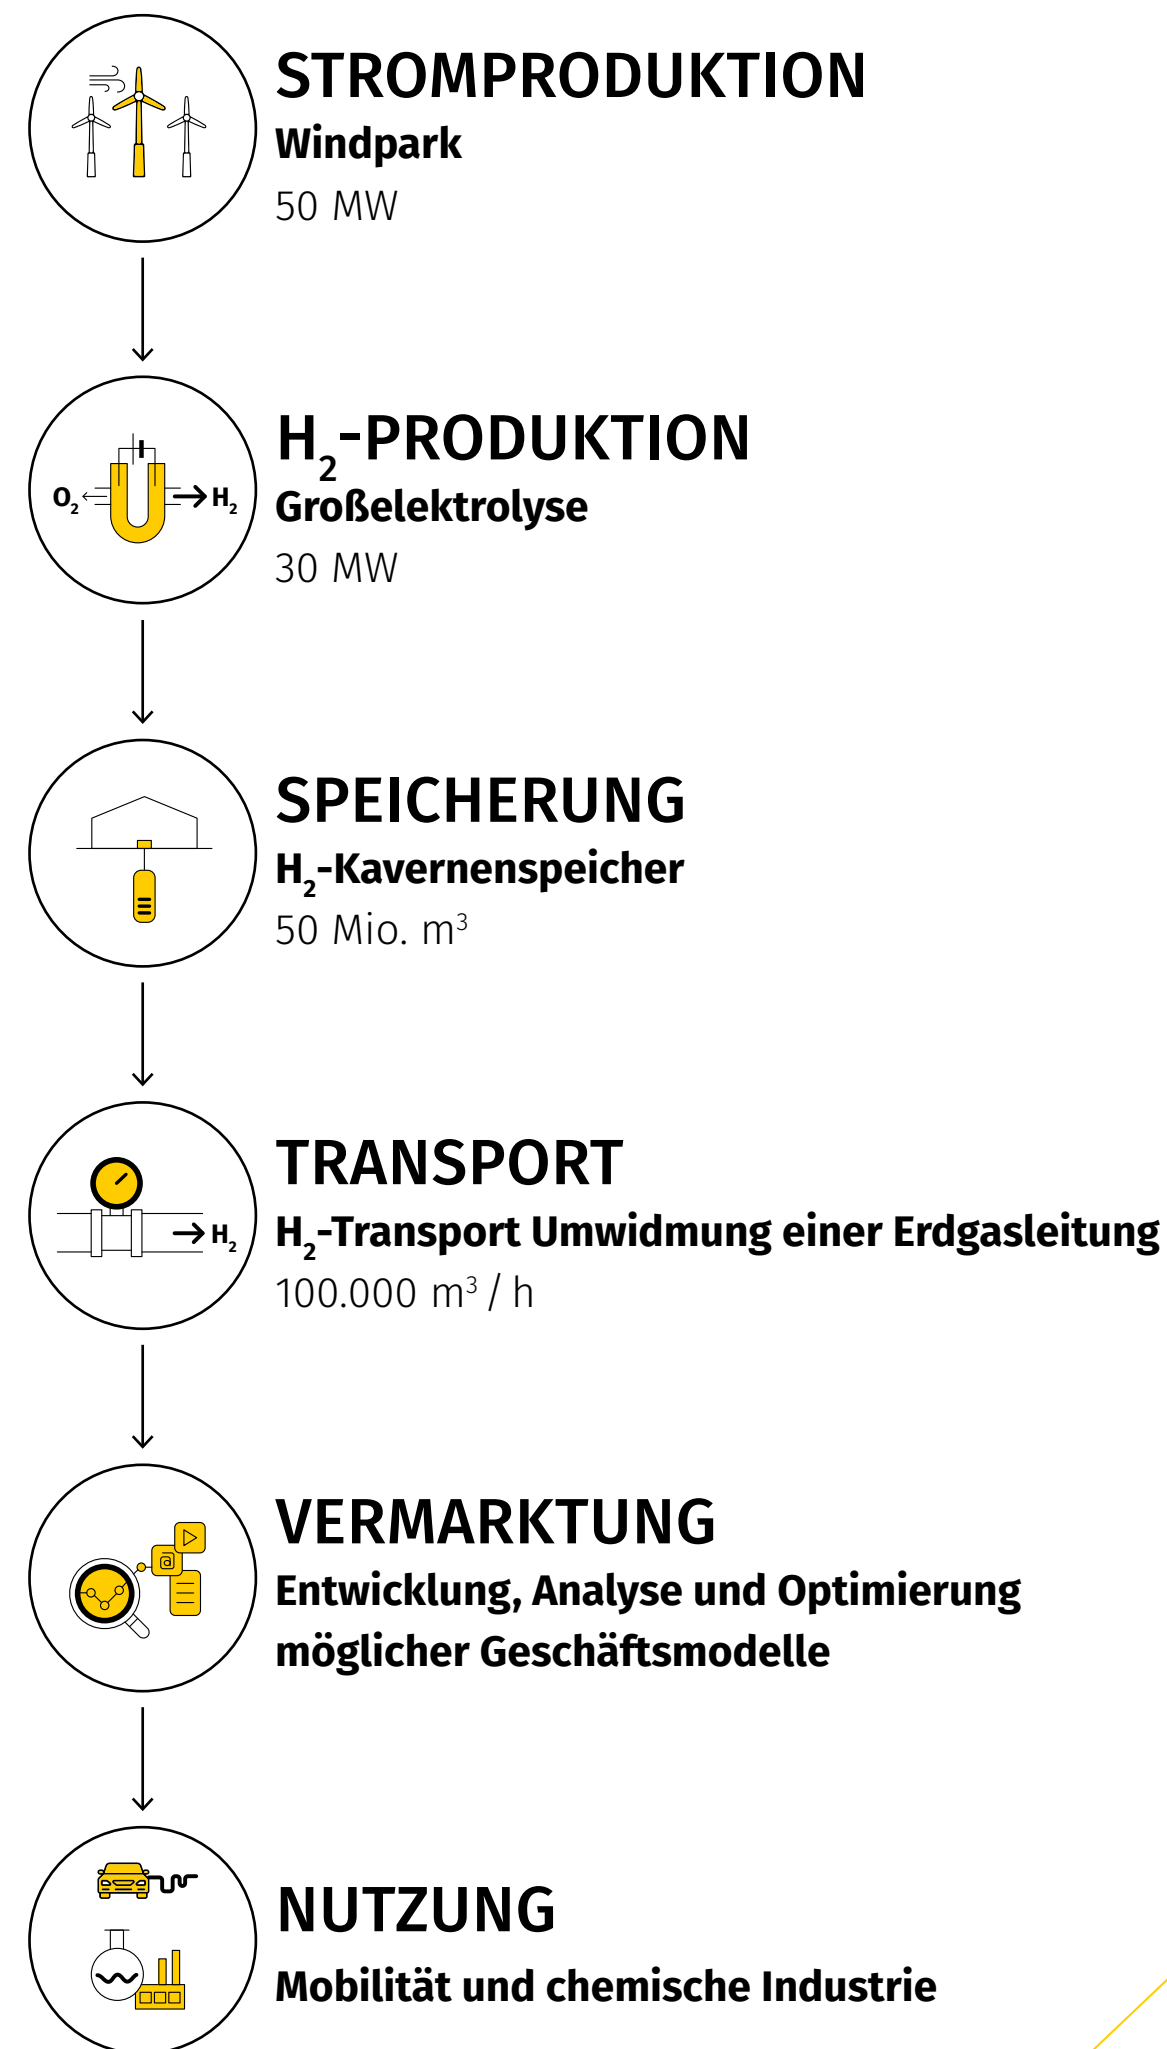 STROMPRODUKTION
Windpark
50 MW
H₂-PRODUKTION
Großelektrolyse
30 MW
O₂
H₂
SPEICHERUNG
H₂-Kavernenspeicher
50 Mio. m³
TRANSPORT
H₂-Transport Umwidmung einer Erdgasleitung
100.000 m³ / h
H₂
VERMARKTUNG
Entwicklung, Analyse und Optimierung
möglicher Geschäftsmodelle
@
NUTZUNG
Mobilität und chemische Industrie